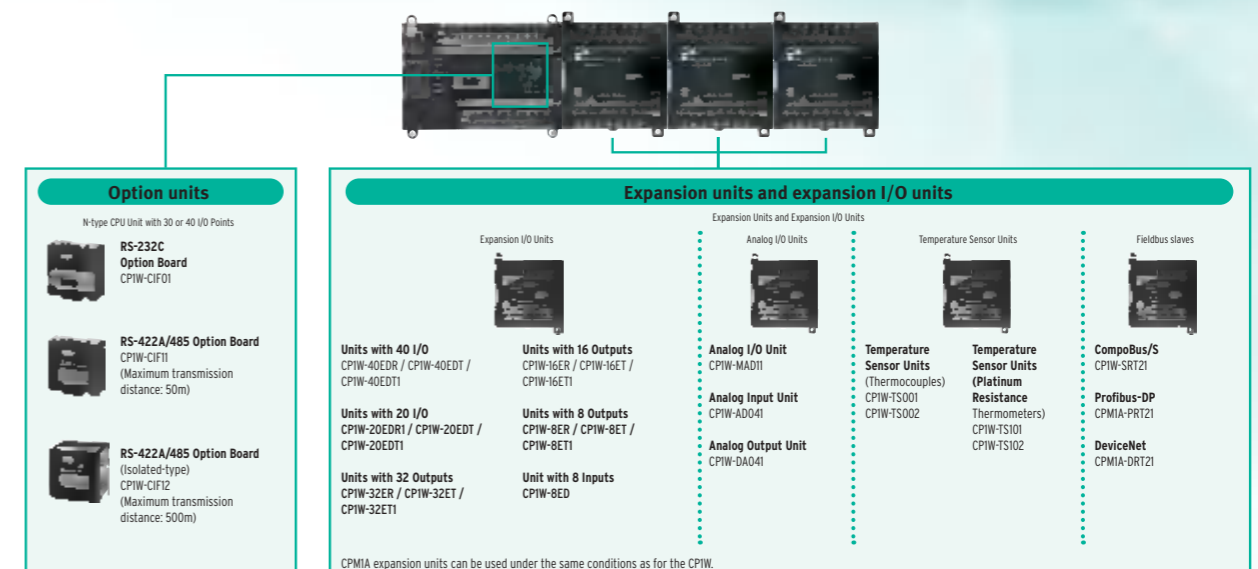 Option units
N-type CPU Unit with 30 or 40 I/O Points
RS-232C
Option Board
CP1W-CIF01
RS-422A/485 Option Board
CP1W-CIF11
(Maximum transmission
distance: 50m)
RS-422A/485 Option Board
(Isolated-type)
CP1W-CIF12
(Maximum transmission
distance: 500m)
Expansion units and expansion I/O units
Expansion Units and Expansion I/O Units
Expansion I/O Units
Units with 40 I/O
CP1W-40EDR / CP1W-40EDT /
CP1W-40EDT1
Units with 20 I/O
CP1W-20EDR1 / CP1W-20EDT /
CP1W-20EDT1
Units with 32 Outputs
CP1W-32ER / CP1W-32ET /
CP1W-32ET1
Units with 16 Outputs
CP1W-16ER / CP1W-16ET /
CP1W-16ET1
Units with 8 Outputs
CP1W-8ER / CP1W-8ET /
CP1W-8ET1
Unit with 8 Inputs
CP1W-8ED
Analog I/O Units
Analog I/O Unit
CP1W-MAD11
Analog Input Unit
CP1W-AD041
Analog Output Unit
CP1W-DA041
Temperature Sensor Units
Temperature
Sensor Units
(Thermocouples)
CP1W-TS001
CP1W-TS002
Temperature
Sensor Units
(Platinum
Resistance
Thermometers)
CP1W-TS101
CP1W-TS102
Fieldbus slaves
CompoBus/S
CP1W-SRT21
Profibus-DP
CPM1A-PRT21
DeviceNet
CPM1A-DRT21
CPM1A expansion units can be used under the same conditions as for the CP1W.